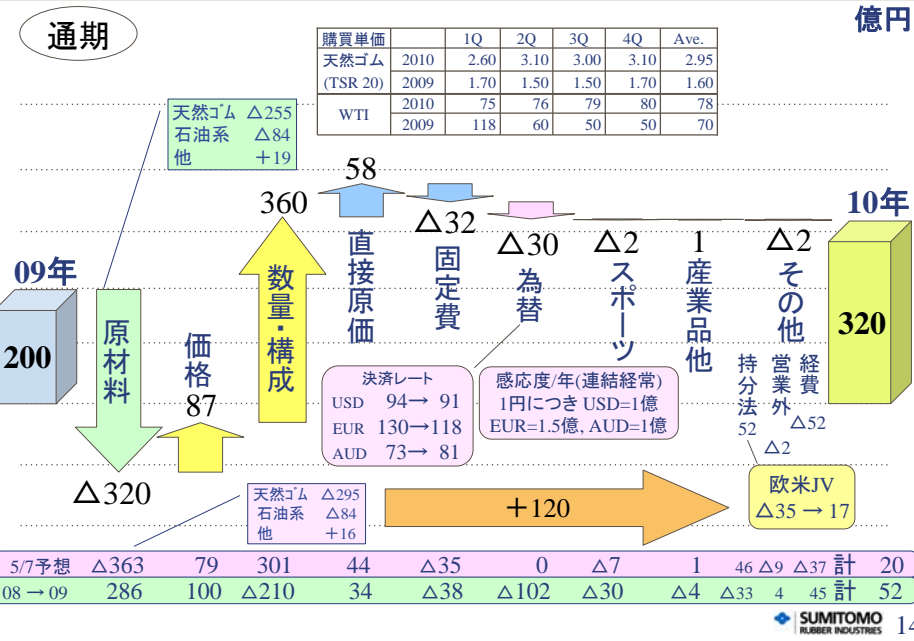 通期
億円
購買単価 1Q 2Q 3Q 4Q Ave.
天然ゴム 2010 2.60 3.10 3.00 3.10 2.95
(TSR 20) 2009 1.70 1.50 1.50 1.70 1.60
WTI 2010 75 76 79 80 78
2009 118 60 50 50 70
天然ゴム △255
石油系 △84
他 +19
09年
200
原材料
△320
価格
87
360
数量・構成
58
直接原価
△32
固定費
△30
為替
△2
スポーツ
1
産業品他
△2
その他
10年
320
持分法
52
営業外
△2
経費
△52
決済レート
USD 94→ 91
EUR 130→118
AUD 73→ 81
感応度/年(連結経常)
1円につき USD=1億
EUR=1.5億, AUD=1億
欧米JV
△35 → 17
天然ゴム △295
石油系 △84
他 +16
+120
5/7予想 △363 79 301 44 △35 0 △7 1 46 △9 △37 計 20
08 → 09 286 100 △210 34 △38 △102 △30 △4 △33 4 45 計 52
SUMITOMO
RUBBER INDUSTRIES
14